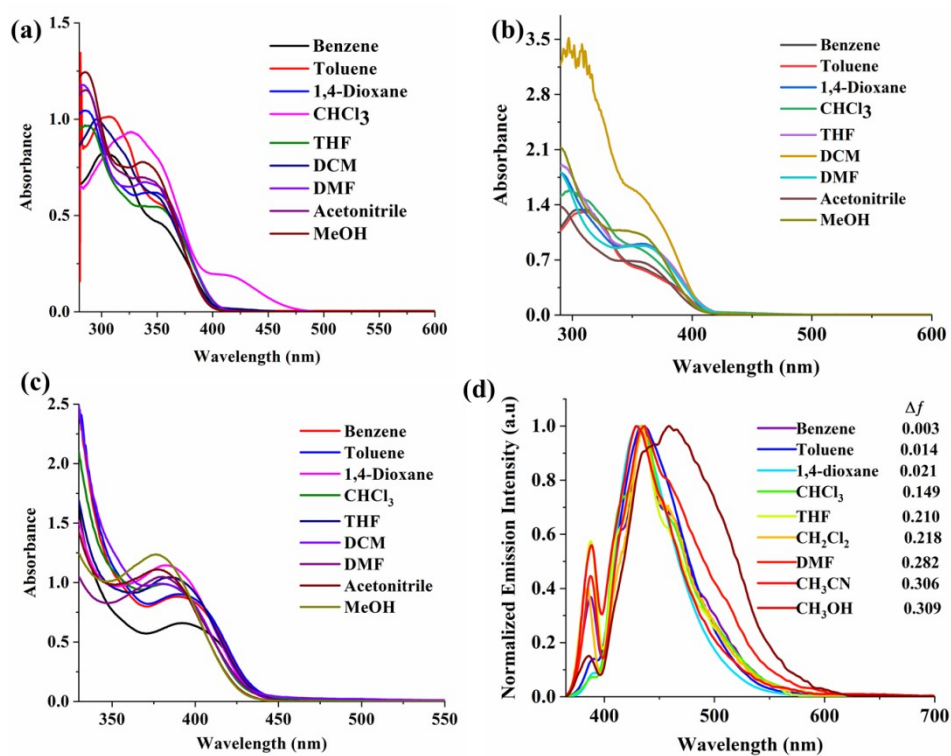 (a)
Absorbance
1.5
1.0
0.5
0.0
300 350 400 450 500 550 600
Wavelength (nm)
Benzene
Toluene
1,4-Dioxane
CHCl3
THF
DCM
DMF
Acetonitrile
MeOH
(b)
Absorbance
3.5
2.8
2.1
1.4
0.7
0.0
300 400 500 600
Wavelength (nm)
Benzene
Toluene
1,4-Dioxane
CHCl3
THF
DCM
DMF
Acetonitrile
MeOH
(c)
Absorbance
2.5
2.0
1.5
1.0
0.5
0.0
350 400 450 500 550
Wavelength (nm)
Benzene
Toluene
1,4-Dioxane
CHCl₃
THF
DCM
DMF
Acetonitrile
MeOH
(d)
Normalized Emission Intensity (a.u)
1.0
0.8
0.6
0.4
0.2
0.0
400 500 600 700
Wavelength (nm)
Δf
Benzene 0.003
Toluene 0.014
1,4-dioxane 0.021
CHCl₃ 0.149
THF 0.210
CH₂Cl₂ 0.218
DMF 0.282
CH₃CN 0.306
CH₃OH 0.309